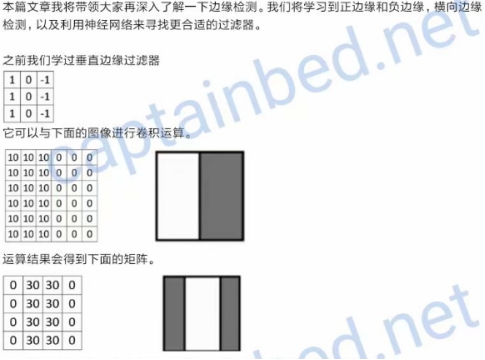 本篇文章我将带领大家再深入了解一下边缘检测。我们将学习到正边缘和负边缘，横向边缘
检测，以及利用神经网络来寻找更合适的过滤器。
之前我们学过垂直边缘过滤器
1 0 -1
1 0 -1
1 0 -1
它可以与下面的图像进行卷积运算。
10 10 10 0 0 0
10 10 10 0 0 0
10 10 10 0 0 0
10 10 10 0 0 0
10 10 10 0 0 0
10 10 10 0 0 0
运算结果会得到下面的矩阵。
0 30 30 0
0 30 30 0
0 30 30 0
0 30 30 0
captainbed.net
bed.net